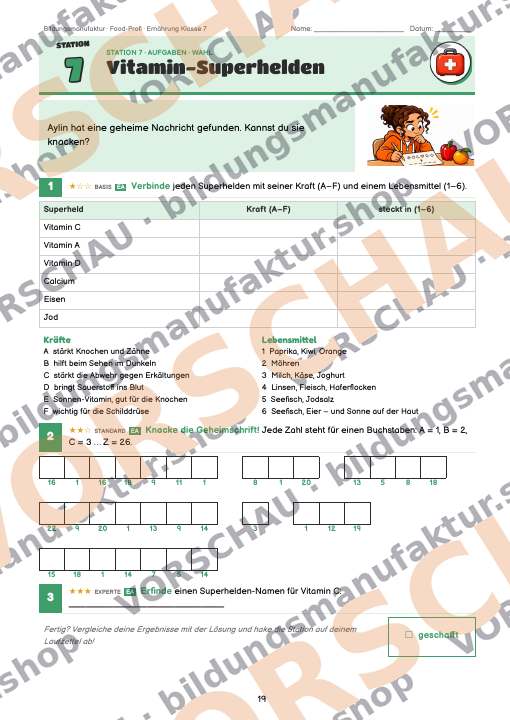 Bildungsmanufaktur · Food-Profi · Ernährung Klasse 7 Name: Datum:
STATION
7
STATION 7 · AUFGABEN · WAHL
Vitamin-Superhelden
Aylin hat eine geheime Nachricht gefunden. Kannst du sie
knacken?
1 ★☆☆ BASIS EA Verbinde jeden Superhelden mit seiner Kraft (A–F) und einem Lebensmittel (1–6).
Superheld Kraft (A–F) steckt in (1–6)
Vitamin C
Vitamin A
Vitamin D
Calcium
Eisen
Jod
Kräfte
A stärkt Knochen und Zähne
B hilft beim Sehen im Dunkeln
C stärkt die Abwehr gegen Erkältungen
D bringt Sauerstoff ins Blut
E Sonnen-Vitamin, gut für die Knochen
F wichtig für die Schilddrüse
Lebensmittel
1 Paprika, Kiwi, Orange
2 Möhren
3 Milch, Käse, Joghurt
4 Linsen, Fleisch, Haferflocken
5 Seefisch, Jodsalz
6 Seefisch, Eier – und Sonne auf der Haut
2 ★★☆ STANDARD EA Knacke die Geheimschrift! Jede Zahl steht für einen Buchstaben: A = 1, B = 2,
C = 3 … Z = 26.
16 1 16 18 9 11 1 8 1 20 13 5 8 18
22 9 20 1 13 9 14 3 1 12 19
15 18 1 14 7 5 14
3 ★★★ EXPERTE EA Erfinde einen Superhelden-Namen für Vitamin C:
Fertig? Vergleiche deine Ergebnisse mit der Lösung und hake die Station auf deinem
Laufzettel ab!
☐ geschafft
19
VORSCHAU · bildungsmanufaktur.shop